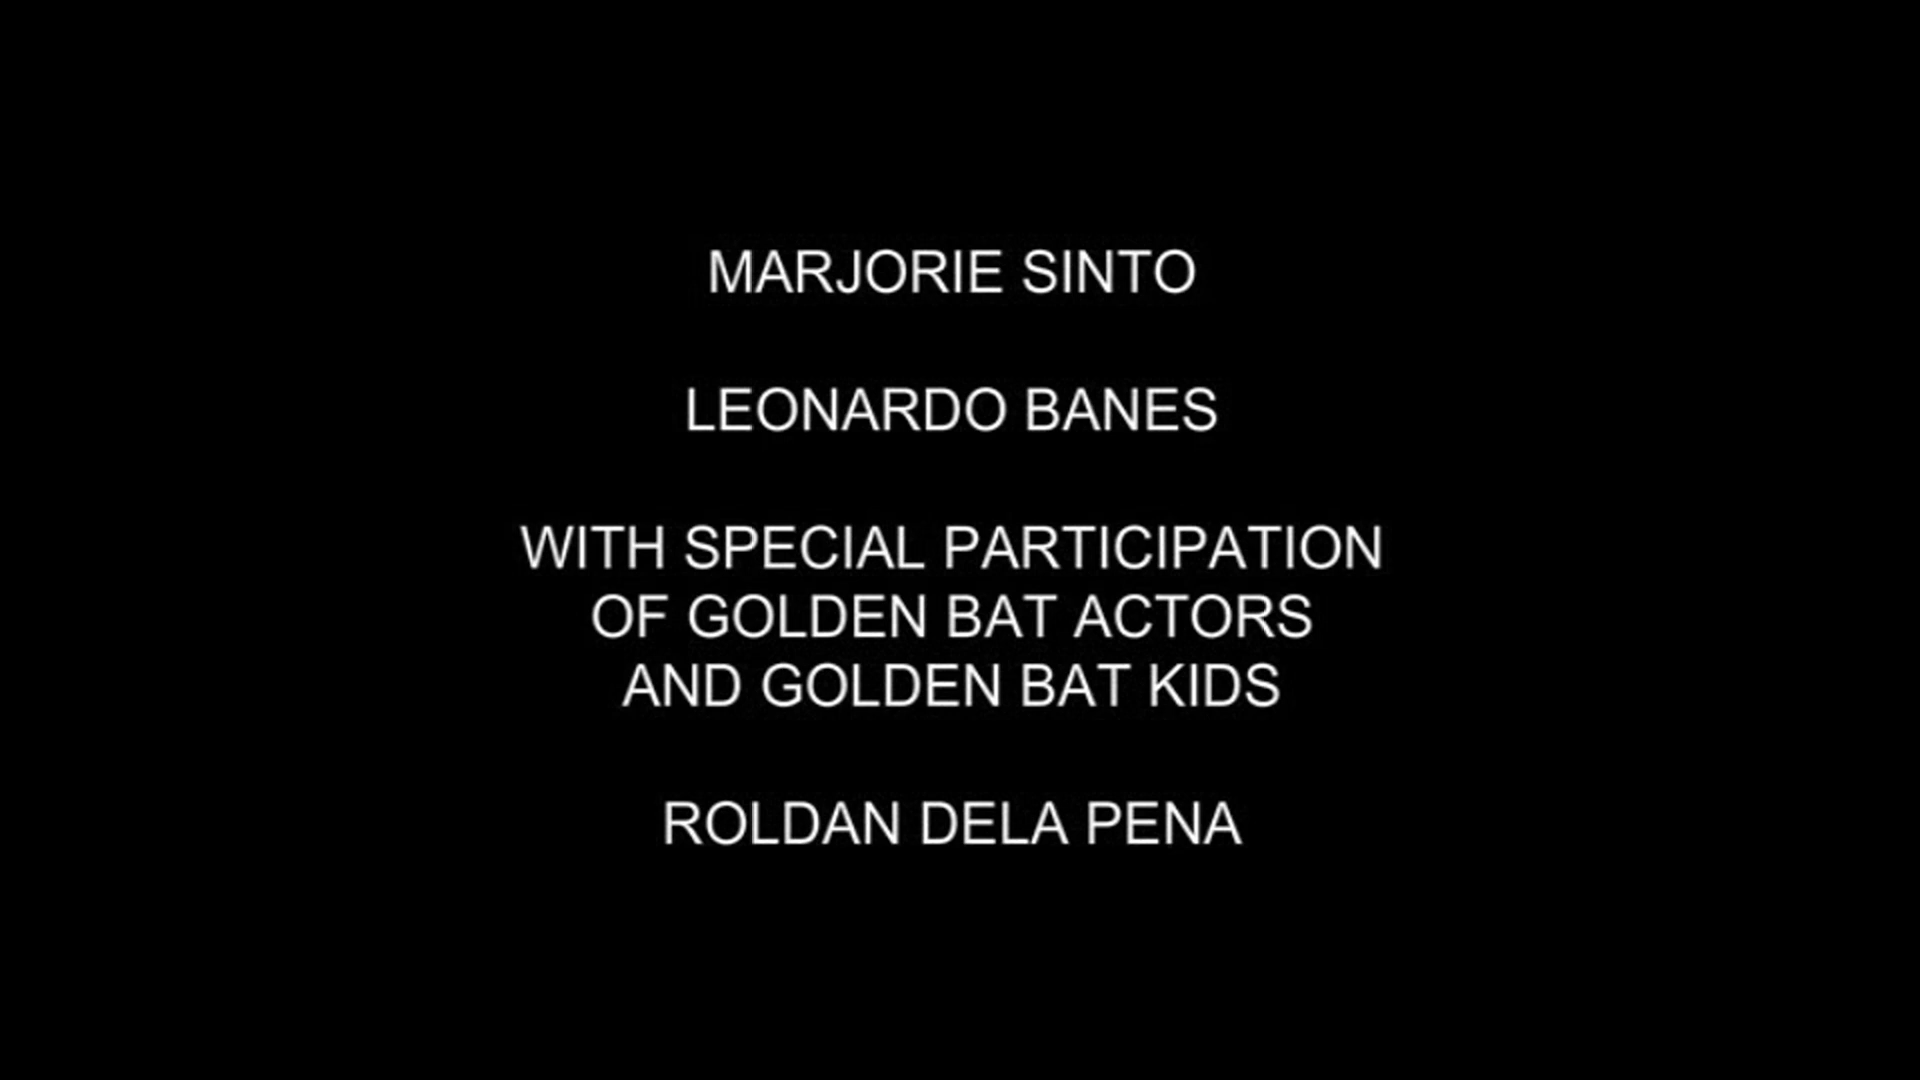 MARJORIE SINTO
LEONARDO BANES
WITH SPECIAL PARTICIPATION
OF GOLDEN BAT ACTORS
AND GOLDEN BAT KIDS
ROLDAN DELA PENA